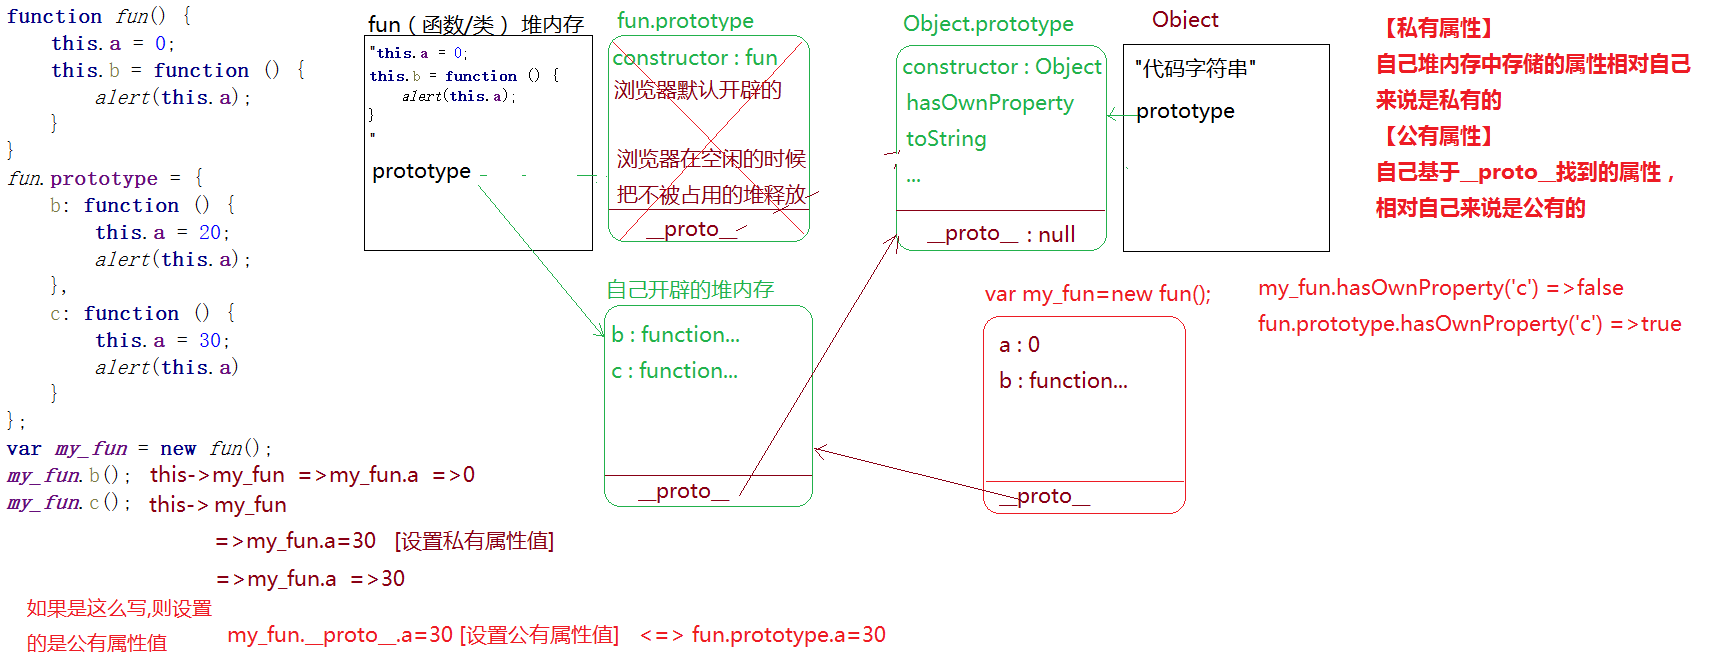 function fun() {
this.a = 0;
this.b = function () {
alert(this.a);
}
}
fun.prototype = {
b: function () {
this.a = 20;
alert(this.a);
},
c: function () {
this.a = 30;
alert(this.a)
}
};
var my_fun = new fun();
my_fun.b(); this->my_fun =>my_fun.a =>0
my_fun.c(); this->my_fun
=>my_fun.a=30 [设置私有属性值]
=>my_fun.a =>30
如果是这么写,则设置
的是公有属性值
my_fun.__proto__.a=30 [设置公有属性值] <=> fun.prototype.a=30
fun（函数/类）堆内存
"this.a = 0;
this.b = function () {
alert(this.a);
}
"
prototype
fun.prototype
constructor : fun
浏览器默认开辟的
浏览器在空闲的时候
把不被占用的堆释放
__proto__
自己开辟的堆内存
b : function...
c : function...
__proto__
Object.prototype
constructor : Object
hasOwnProperty
toString
...
__proto__ : null
Object
"代码字符串"
prototype
var my_fun=new fun();
a : 0
b : function...
__proto__
【私有属性】
自己堆内存中存储的属性相对自己
来说是私有的
【公有属性】
自己基于__proto__找到的属性，
相对自己来说是公有的
my_fun.hasOwnProperty('c') =>false
fun.prototype.hasOwnProperty('c') =>true